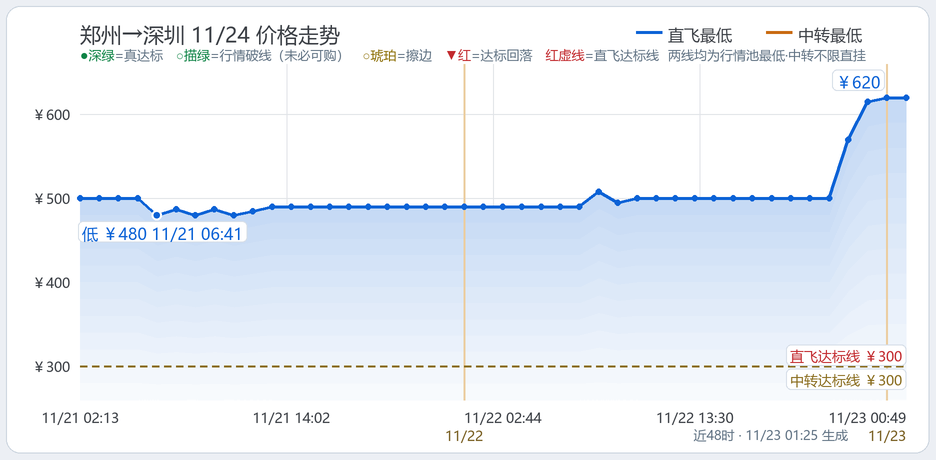 郑州→深圳 11/24 价格走势
直飞最低 中转最低
●深绿=真达标 ○描绿=行情破线（未必可购） ○琥珀=擦边 ▼红=达标回落 红虚线=直飞达标线 两线均为行情池最低·中转不限直挂
¥620
¥600
¥500
低 ¥480 11/21 06:41
¥400
直飞达标线 ¥300
¥300
中转达标线 ¥300
11/21 02:13 11/21 14:02 11/22 02:44 11/22 13:30 11/23 00:49
11/22 近48时 · 11/23 01:25 生成 11/23